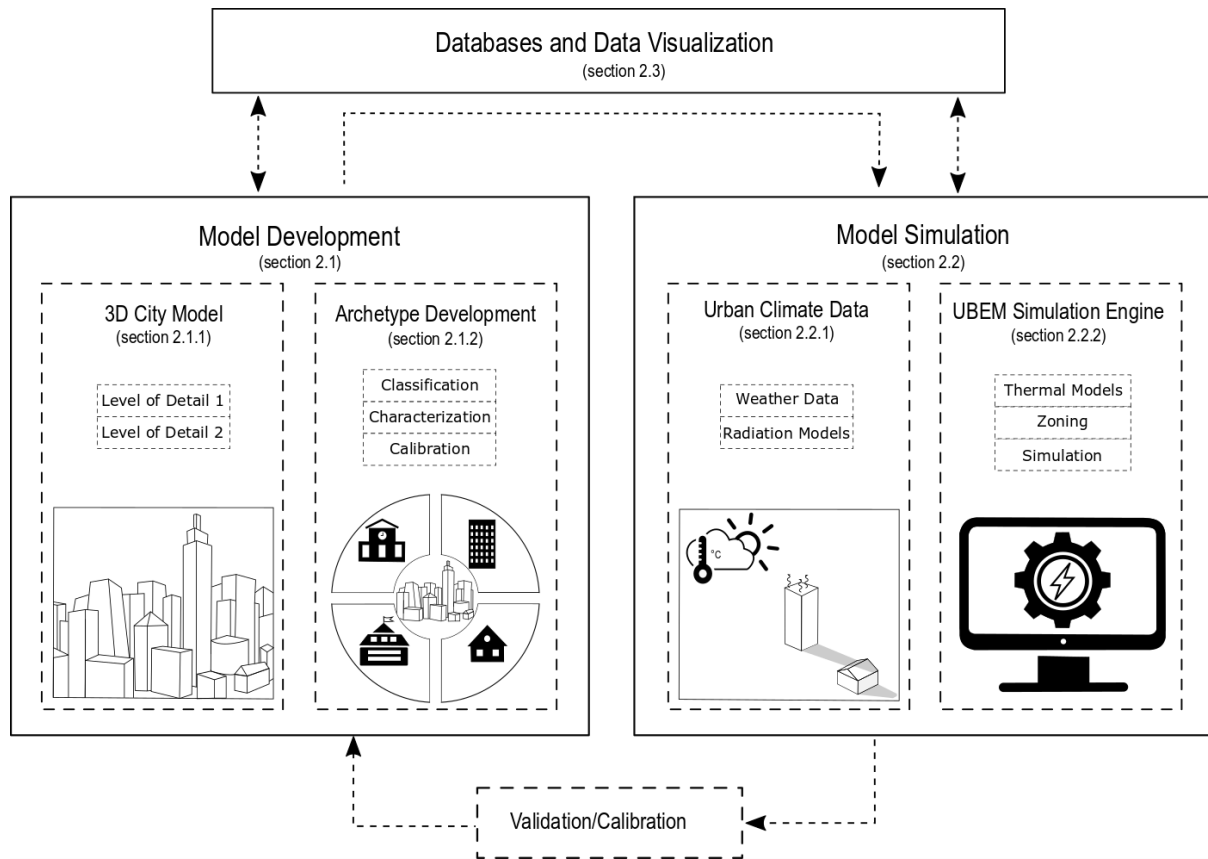 Databases and Data Visualization
(section 2.3)
Model Development
(section 2.1)
3D City Model
(section 2.1.1)
Level of Detail 1
Level of Detail 2
Archetype Development
(section 2.1.2)
Classification
Characterization
Calibration
Model Simulation
(section 2.2)
Urban Climate Data
(section 2.2.1)
Weather Data
Radiation Models
°C
UBEM Simulation Engine
(section 2.2.2)
Thermal Models
Zoning
Simulation
Validation/Calibration